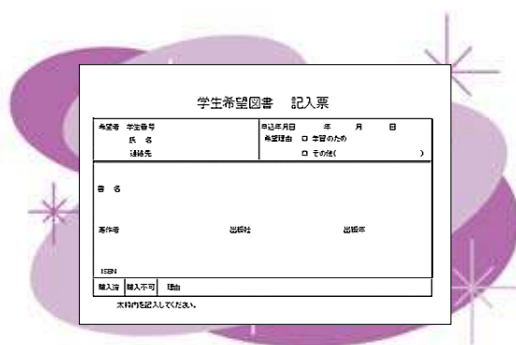 学生希望図書 記入票
希望者 学生番号 申込年月日 年 月 日
氏 名 希望理由 □ 学習のため
連絡先 □ その他( )
書 名
著作者 出版社 出版年
ISBN
購入済 購入不可 理由
太枠内を記入してください。